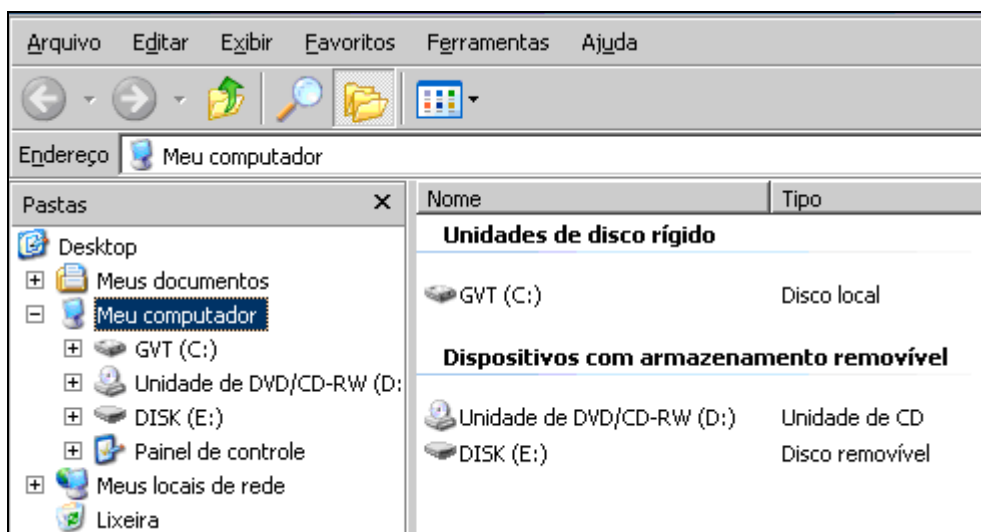 Arquivo Editar Exibir Favoritos Ferramentas Ajuda
Endereço Meu computador
Pastas X
Desktop
Meus documentos
Meu computador
GVT (C:)
Unidade de DVD/CD-RW (D:
DISK (E:)
Painel de controle
Meus locais de rede
Lixeira
Nome Tipo
Unidades de disco rígido
GVT (C:) Disco local
Dispositivos com armazenamento removível
Unidade de DVD/CD-RW (D:) Unidade de CD
DISK (E:) Disco removível